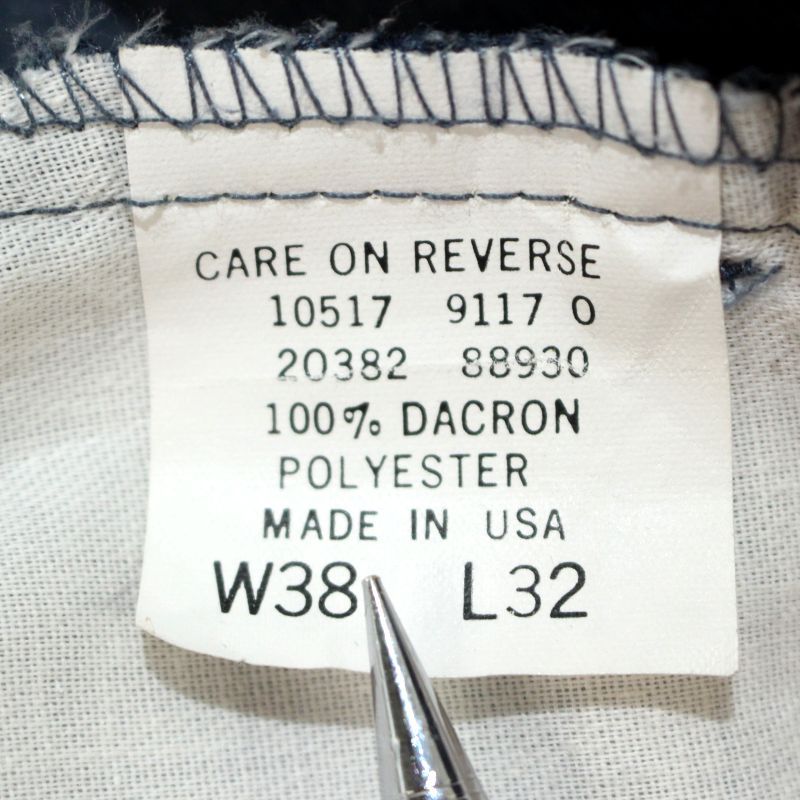 CARE ON REVERSE
10517 9117 0
20382 88930
100% DACRON
POLYESTER
MADE IN USA
W38 L32